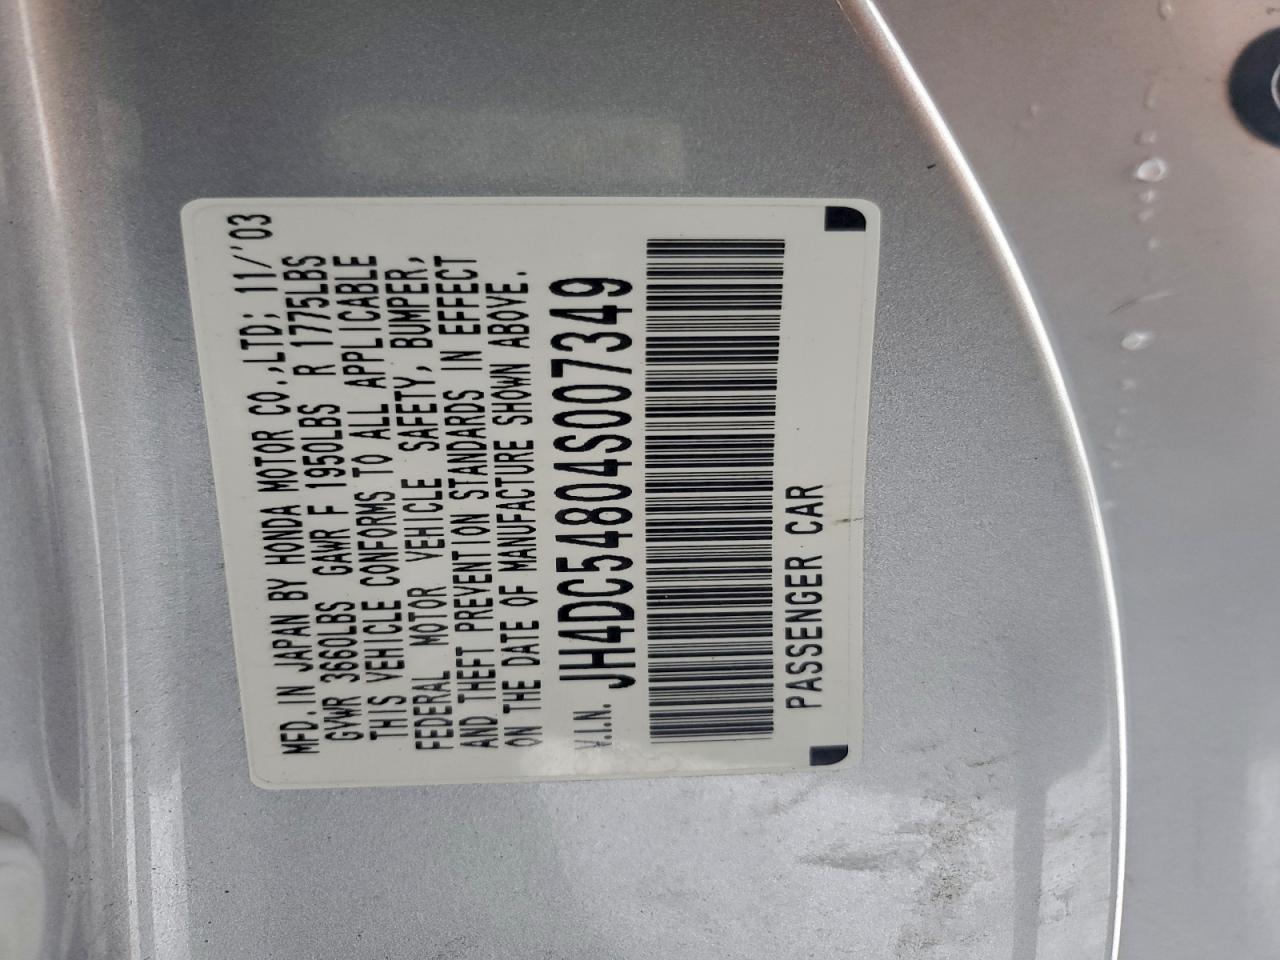 MFD. IN JAPAN BY HONDA MOTOR CO.,LTD; 11/'03
GVWR 3660LBS GAWR F 1950LBS R 1775LBS
THIS VEHICLE CONFORMS TO ALL APPLICABLE
FEDERAL MOTOR VEHICLE SAFETY, BUMPER,
AND THEFT PREVENTION STANDARDS IN EFFECT
ON THE DATE OF MANUFACTURE SHOWN ABOVE.
V.I.N. JH4DC54804S007349
PASSENGER CAR